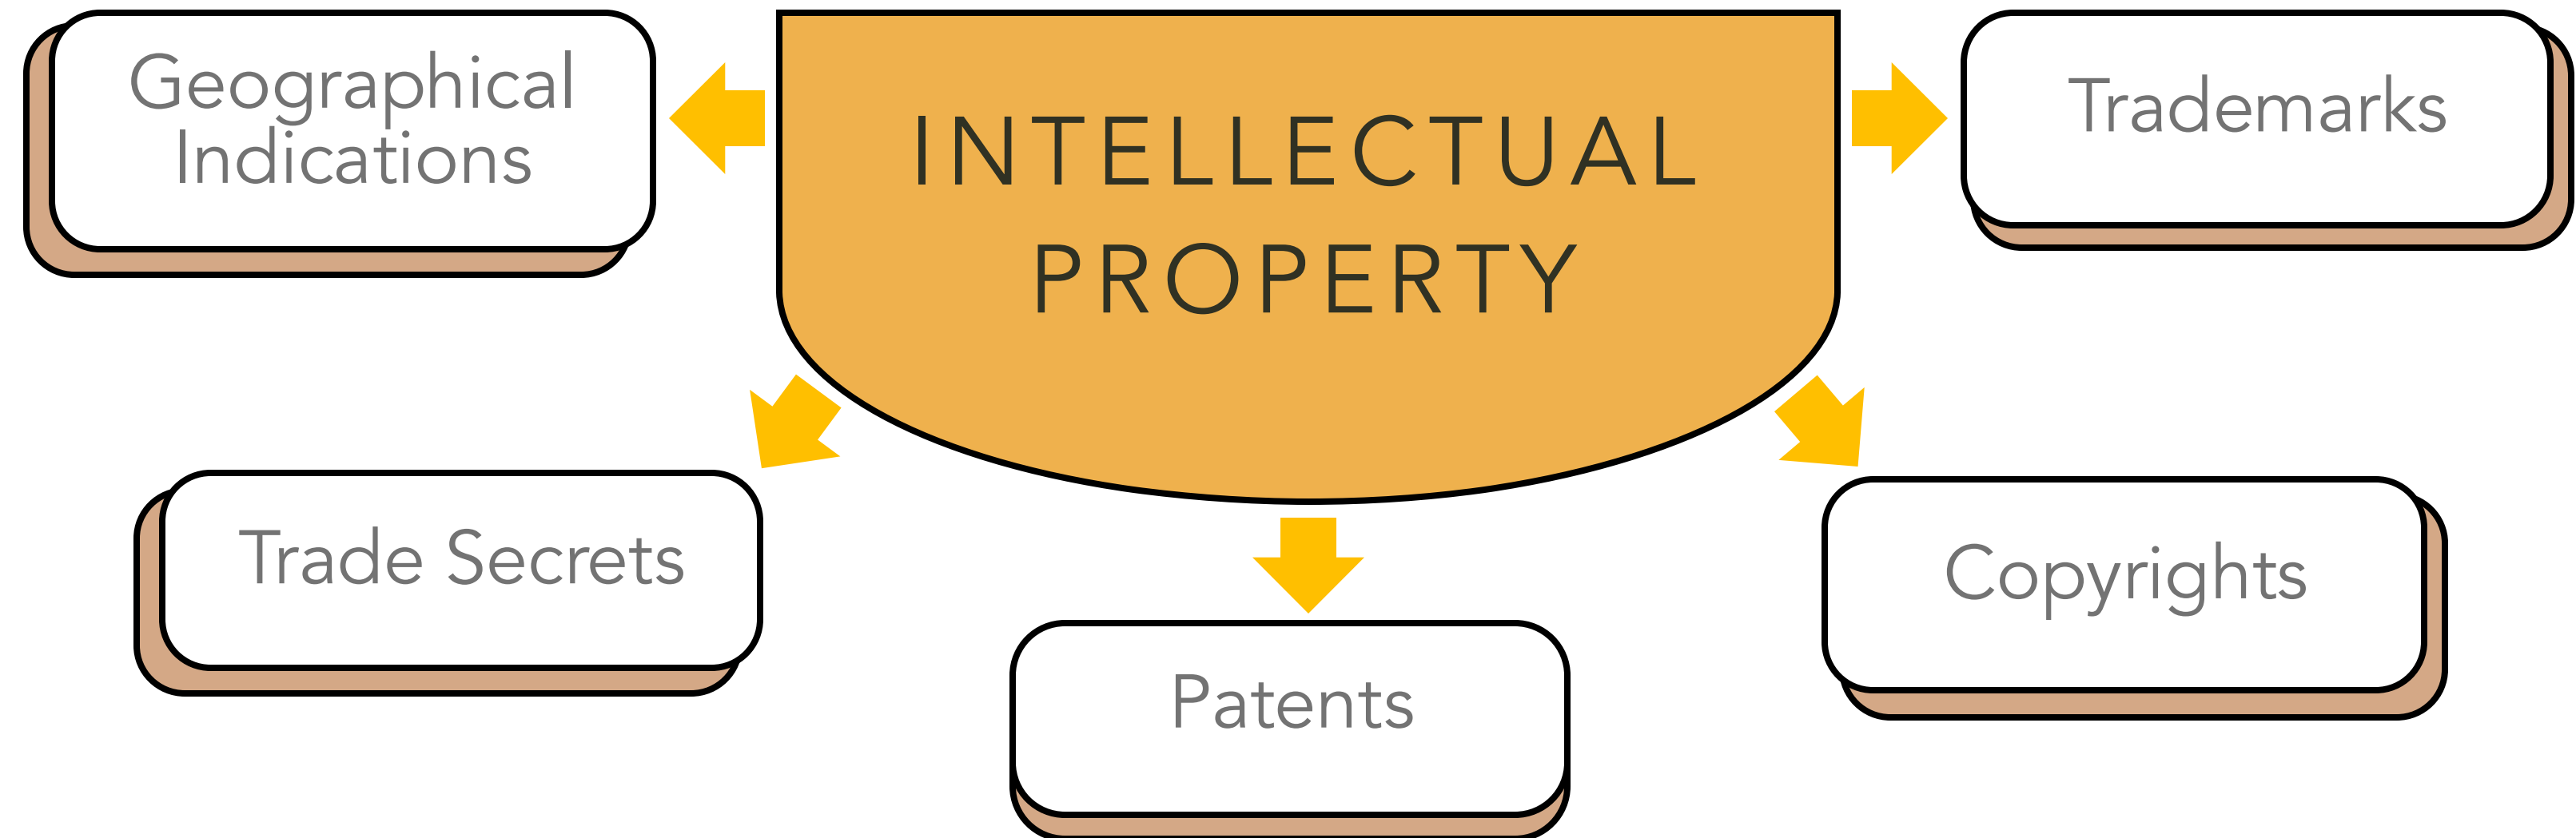 Geographical
Indications
INTELLECTUAL
PROPERTY
Trademarks
Trade Secrets
Patents
Copyrights